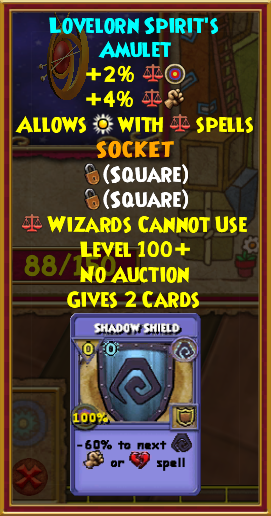 Lovelorn Spirit's
Amulet
+2%
+4%
Allows with Spells
Socket
(Square)
(Square)
Wizards Cannot Use
Level 100+
No Auction
88/150
Gives 2 Cards
Shadow Shield
0 0
100%
-60% to next
or spell